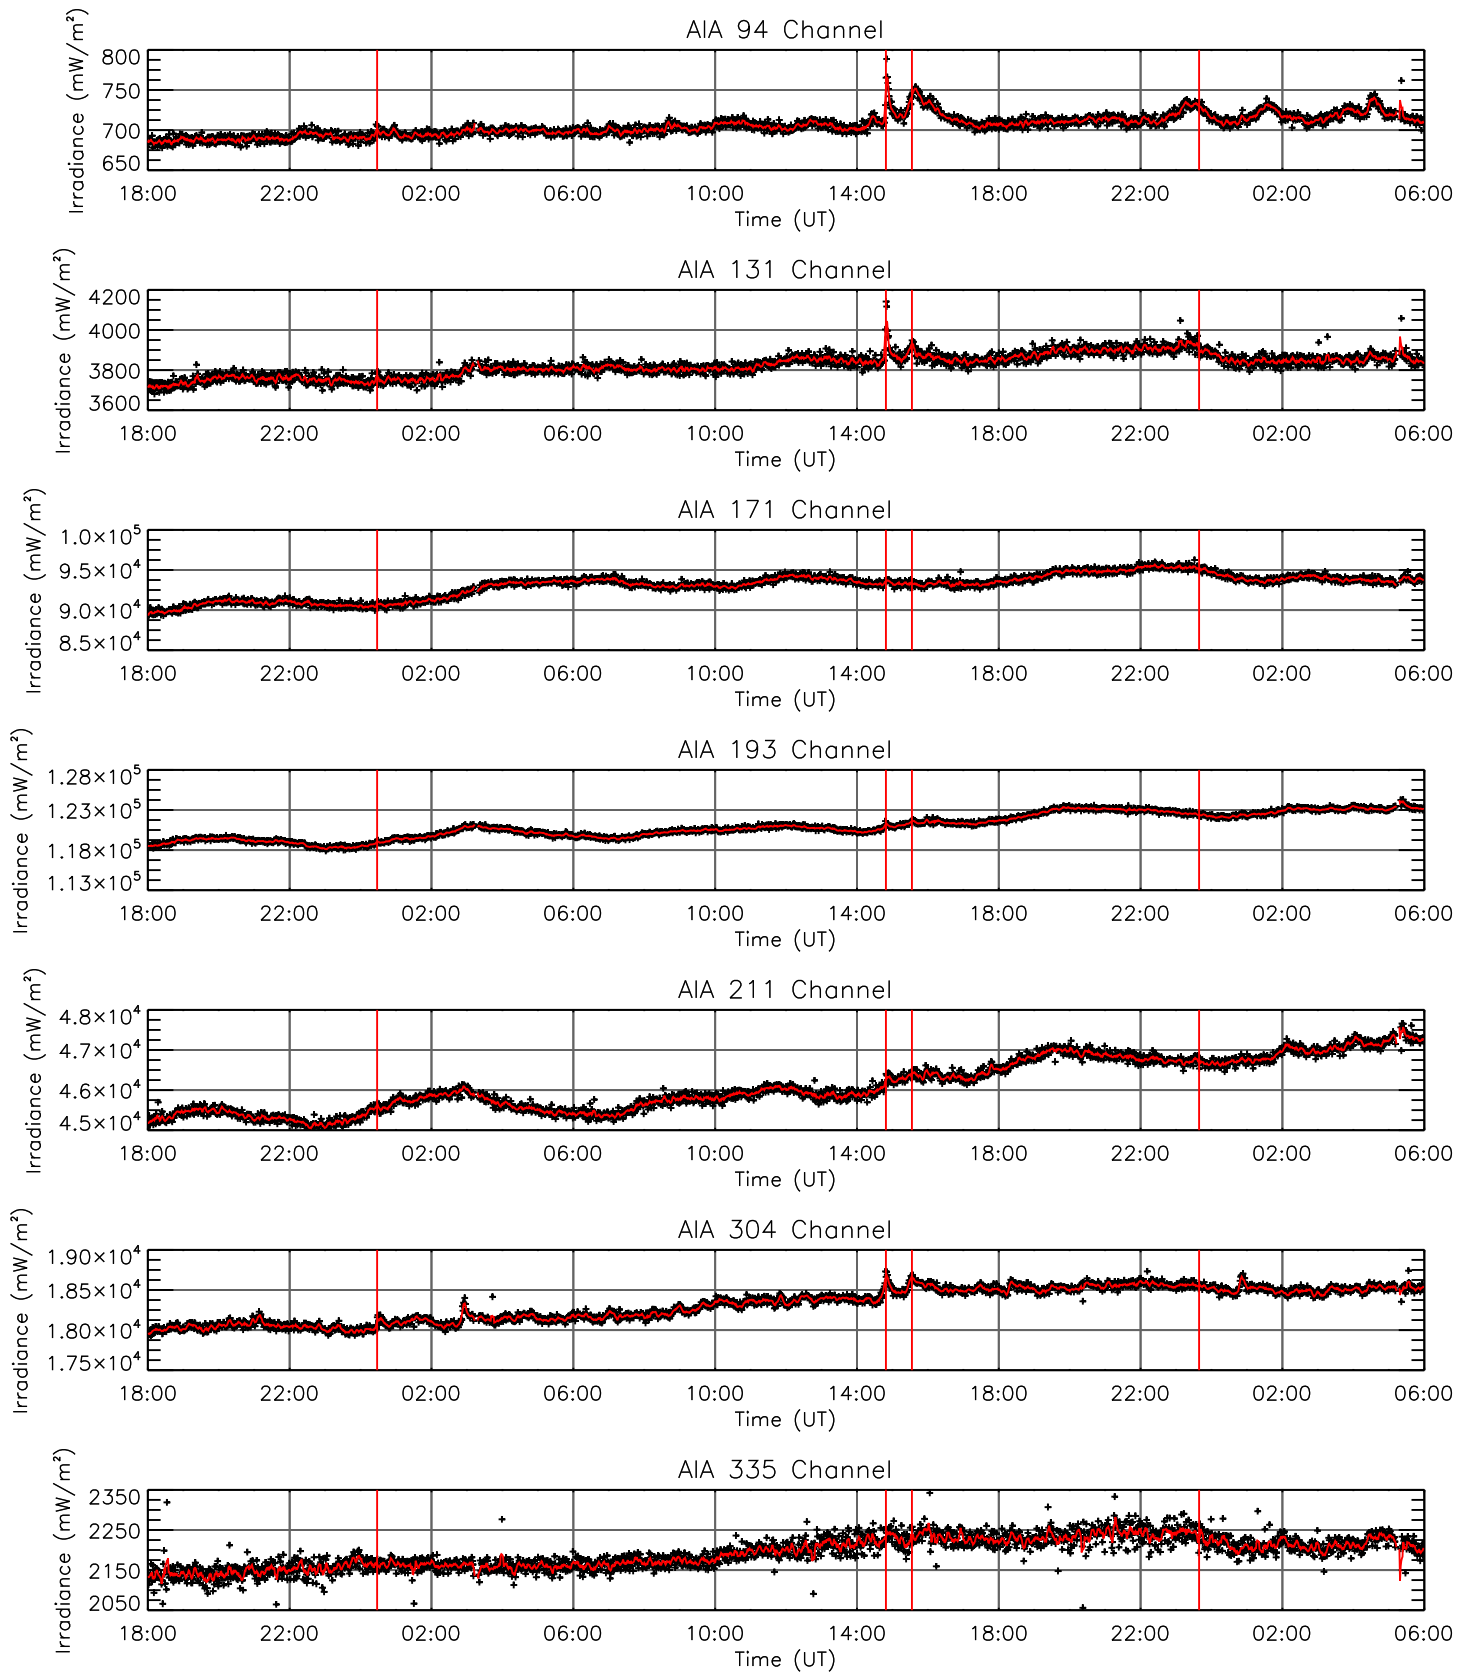 AIA 94 Channel
Irradiance (mW/m²)
800
750
700
650
18:00 22:00 02:00 06:00 10:00 14:00 18:00 22:00 02:00 06:00
Time (UT)
AIA 131 Channel
Irradiance (mW/m²)
4200
4000
3800
3600
18:00 22:00 02:00 06:00 10:00 14:00 18:00 22:00 02:00 06:00
Time (UT)
AIA 171 Channel
Irradiance (mW/m²)
1.0×10⁵
9.5×10⁴
9.0×10⁴
8.5×10⁴
18:00 22:00 02:00 06:00 10:00 14:00 18:00 22:00 02:00 06:00
Time (UT)
AIA 193 Channel
Irradiance (mW/m²)
1.28×10⁵
1.23×10⁵
1.18×10⁵
1.13×10⁵
18:00 22:00 02:00 06:00 10:00 14:00 18:00 22:00 02:00 06:00
Time (UT)
AIA 211 Channel
Irradiance (mW/m²)
4.8×10⁴
4.7×10⁴
4.6×10⁴
4.5×10⁴
18:00 22:00 02:00 06:00 10:00 14:00 18:00 22:00 02:00 06:00
Time (UT)
AIA 304 Channel
Irradiance (mW/m²)
1.90×10⁴
1.85×10⁴
1.80×10⁴
1.75×10⁴
18:00 22:00 02:00 06:00 10:00 14:00 18:00 22:00 02:00 06:00
Time (UT)
AIA 335 Channel
Irradiance (mW/m²)
2350
2250
2150
2050
18:00 22:00 02:00 06:00 10:00 14:00 18:00 22:00 02:00 06:00
Time (UT)